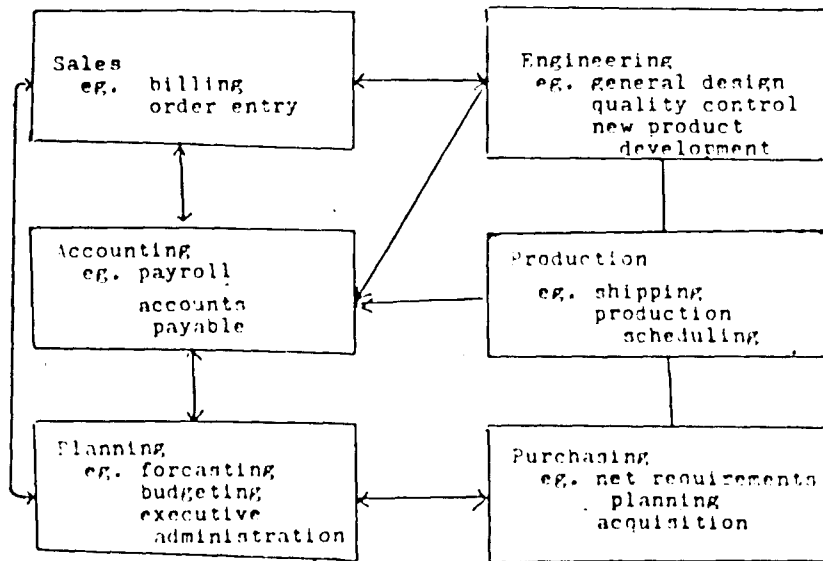 Sales
eg. billing
order entry
Engineering
eg. general design
quality control
new product
development
Accounting
eg. payroll
accounts
payable
Production
eg. shipping
production
scheduling
Planning
eg. forcasting
budgeting
executive
administration
Purchasing
eg. net requirements
planning
acquisition